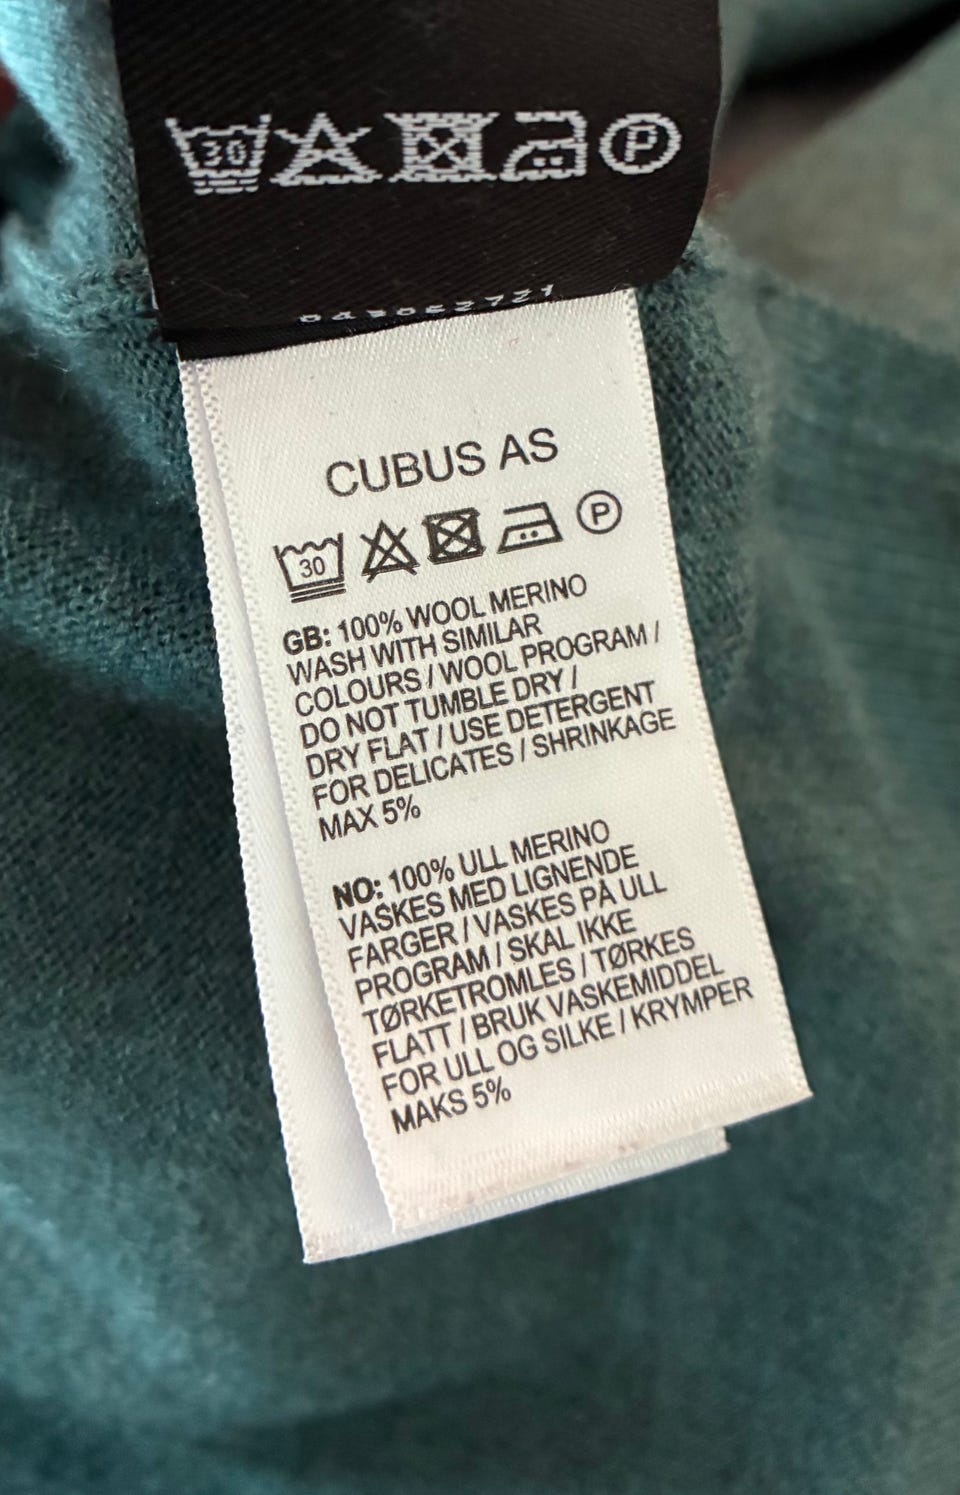 30 P
CUBUS AS
30 P
GB: 100% WOOL MERINO
WASH WITH SIMILAR
COLOURS / WOOL PROGRAM /
DO NOT TUMBLE DRY /
DRY FLAT / USE DETERGENT
FOR DELICATES / SHRINKAGE
MAX 5%
NO: 100% ULL MERINO
VASKES MED LIGNENDE
FARGER / VASKES PÅ ULL
PROGRAM / SKAL IKKE
TØRKETROMLES / TØRKES
FLATT / BRUK VASKEMIDDEL
FOR ULL OG SILKE / KRYMPER
MAKS 5%